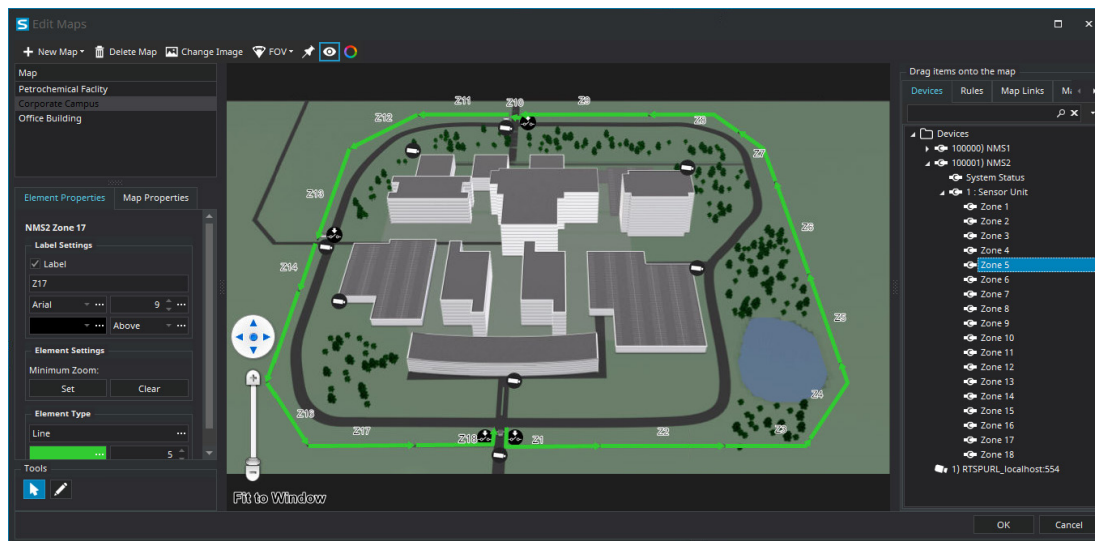 S Edit Maps
New Map Delete Map Change Image FOV
Map
Petrochemical Faclity
Corporate Campus
Office Building
Element Properties Map Properties
NMS2 Zone 17
Label Settings
Label
Z17
Arial 9
Above
Element Settings
Minimum Zoom:
Set Clear
Element Type
Line
5
Tools
Z11 Z10 Z9
Z12 Z8
Z7
Z13
Z6
Z14
Z5
Z4
Z16
Z17 Z18 Z1 Z2 Z3
Fit to Window
Drag items onto the map
Devices Rules Map Links
Devices
100000) NMS1
100001) NMS2
System Status
1 : Sensor Unit
Zone 1
Zone 2
Zone 3
Zone 4
Zone 5
Zone 6
Zone 7
Zone 8
Zone 9
Zone 10
Zone 11
Zone 12
Zone 13
Zone 14
Zone 15
Zone 16
Zone 17
Zone 18
1) RTSPURL_localhost:554
OK Cancel